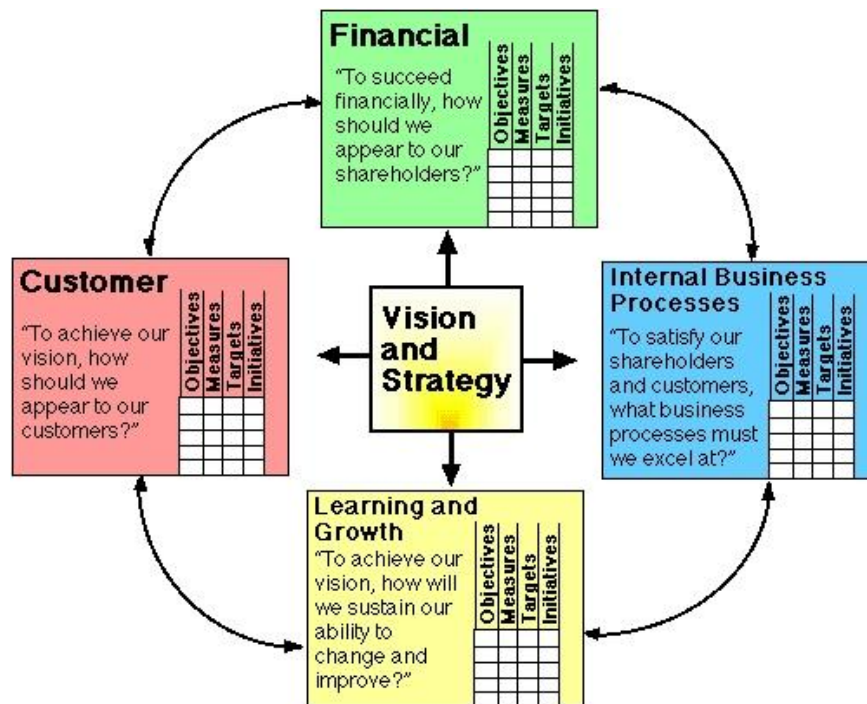 Financial
“To succeed
financially, how
should we
appear to our
shareholders?”
Objectives
Measures
Targets
Initiatives
Customer
“To achieve our
vision, how
should we
appear to our
customers?”
Objectives
Measures
Targets
Initiatives
Vision
and
Strategy
Internal Business
Processes
“To satisfy our
shareholders
and customers,
what business
processes must
we excel at?”
Objectives
Measures
Targets
Initiatives
Learning and
Growth
“To achieve our
vision, how will
we sustain our
ability to
change and
improve?”
Objectives
Measures
Targets
Initiatives